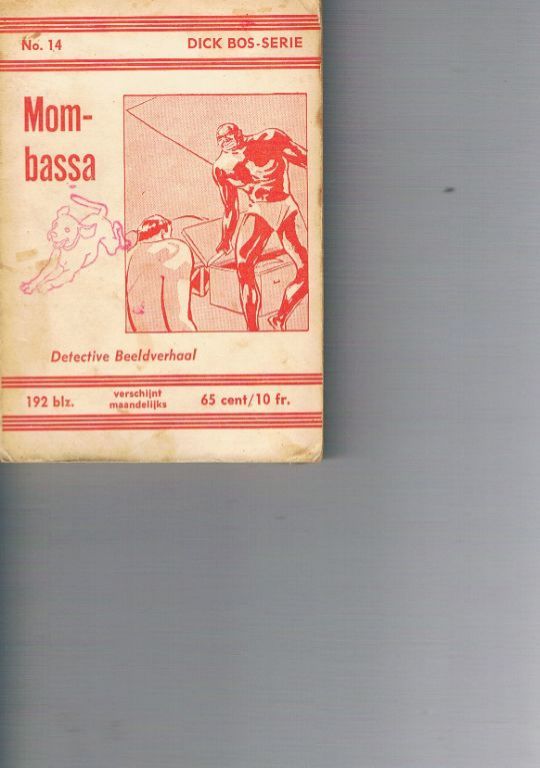 No. 14 DICK BOS-SERIE
Mom-
bassa
Detective Beeldverhaal
192 blz. verschijnt maandelijks 65 cent/10 fr.